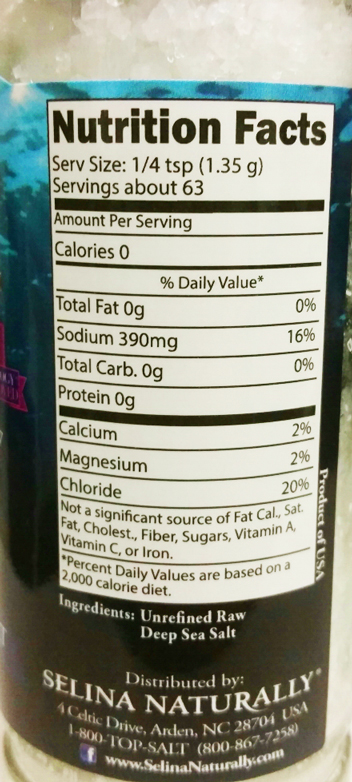 Nutrition Facts
Serv Size: 1/4 tsp (1.35 g)
Servings about 63
Amount Per Serving
Calories 0
% Daily Value*
Total Fat 0g 0%
Sodium 390mg 16%
Total Carb. 0g 0%
Protein 0g
Calcium 2%
Magnesium 2%
Chloride 20%
Not a significant source of Fat Cal., Sat.
Fat, Cholest., Fiber, Sugars, Vitamin A,
Vitamin C, or Iron.
*Percent Daily Values are based on a
2,000 calorie diet.
Product of USA
Ingredients: Unrefined Raw
Deep Sea Salt
Distributed by:
SELINA NATURALLY®
4 Celtic Drive, Arden, NC 28704 USA
1-800-TOP-SALT (800-867-7258)
f www.SelinaNaturally.com